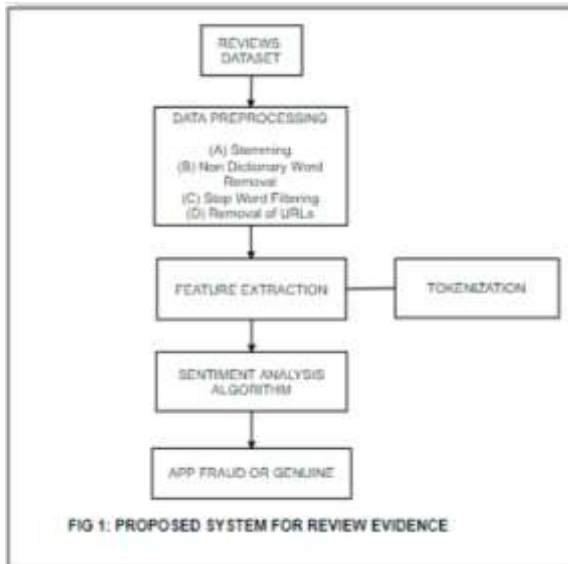 REVIEWS
DATASET
DATA PREPROCESSING
(A) Stemming
(B) Non Dictionary Word
Removal
(C) Stop Word Filtering
(D) Removal of URLs
FEATURE EXTRACTION
TOKENIZATION
SENTIMENT ANALYSIS
ALGORITHM
APP FRAUD OR GENUINE
FIG 1: PROPOSED SYSTEM FOR REVIEW EVIDENCE